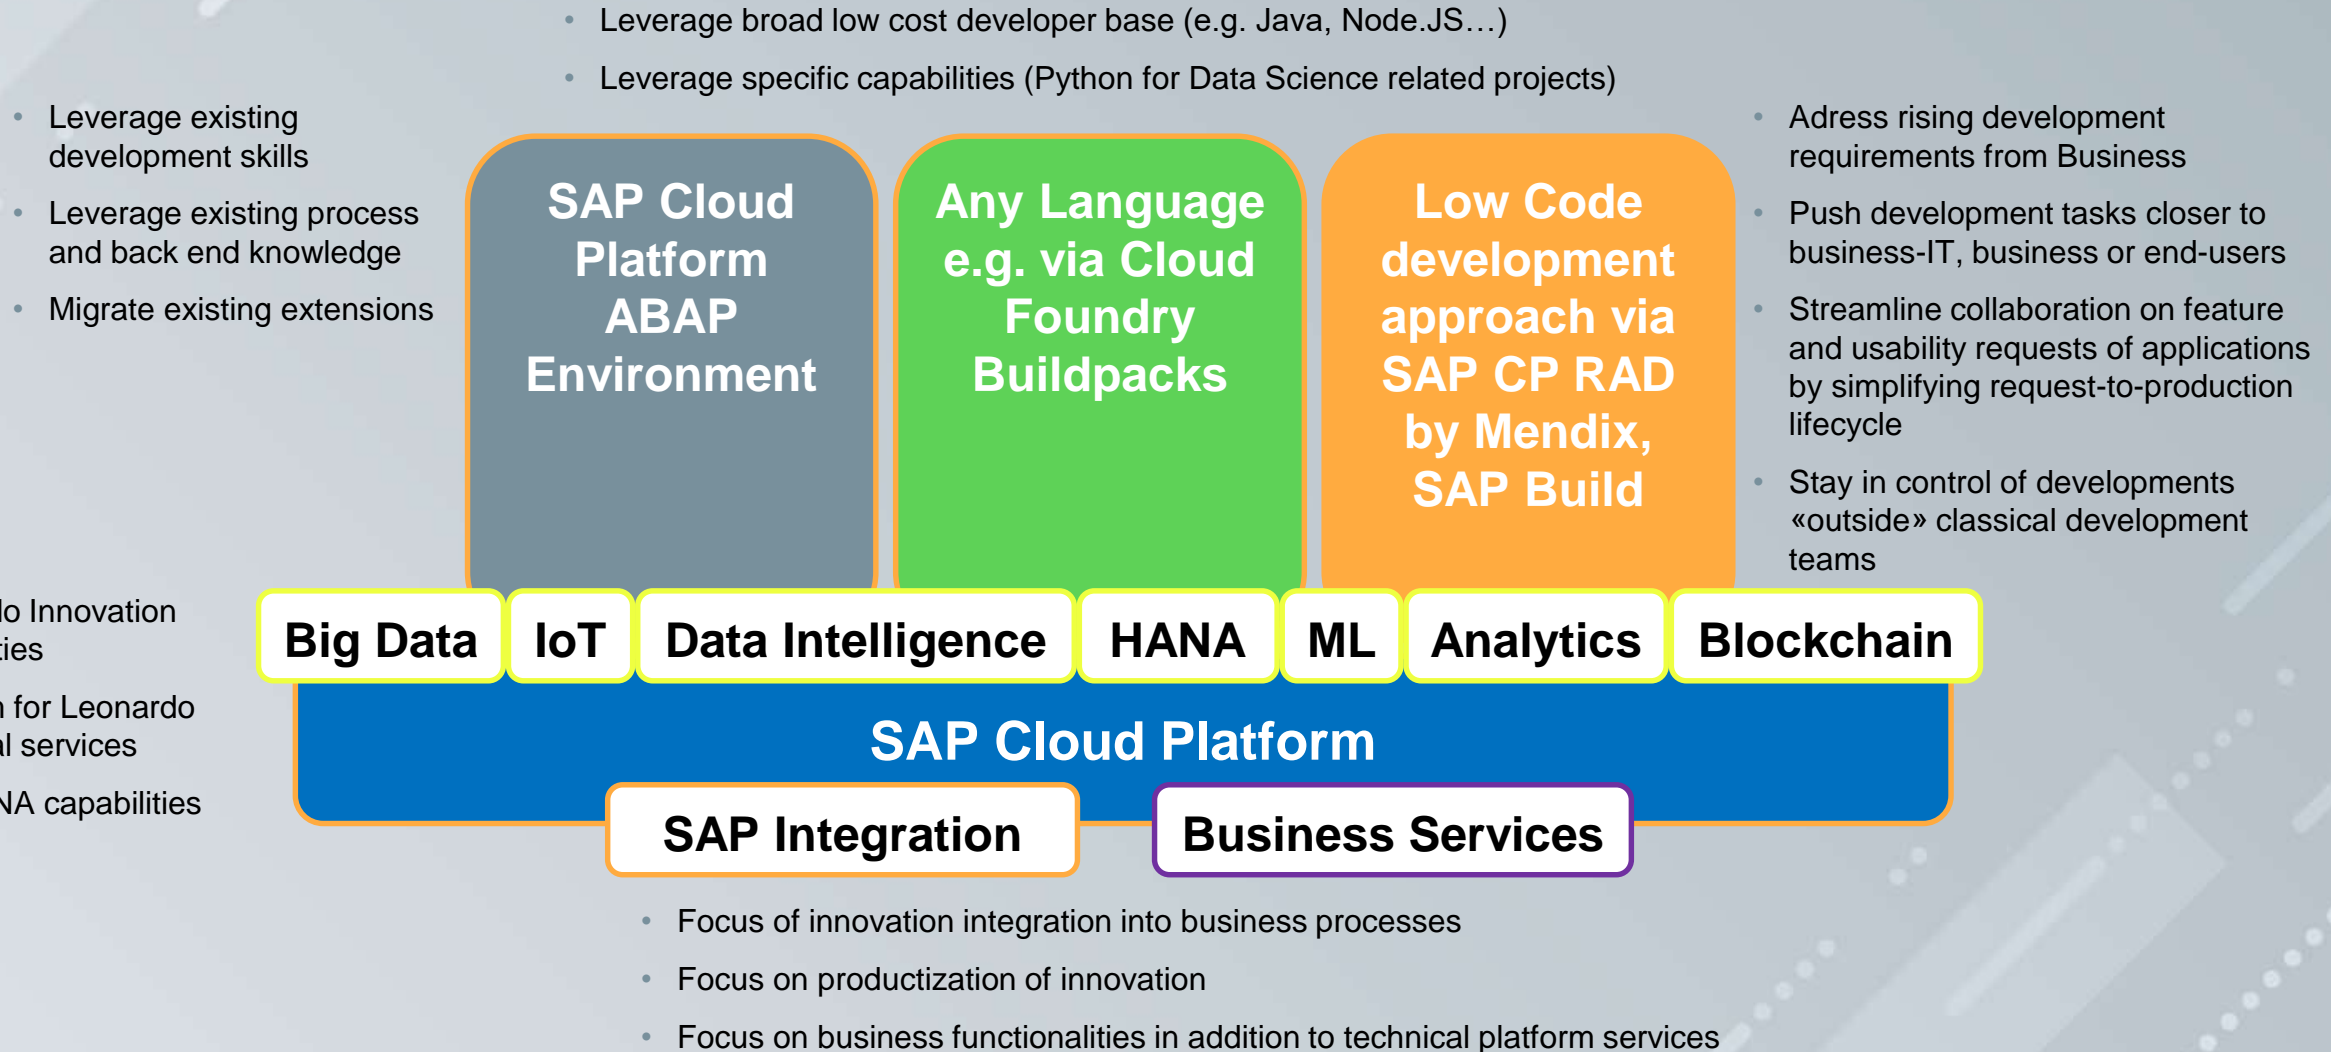 • Leverage broad low cost developer base (e.g. Java, Node.JS…)
• Leverage specific capabilities (Python for Data Science related projects)
• Leverage existing
development skills
• Leverage existing process
and back end knowledge
• Migrate existing extensions
SAP Cloud
Platform
ABAP
Environment
Any Language
e.g. via Cloud
Foundry
Buildpacks
Low Code
development
approach via
SAP CP RAD
by Mendix,
SAP Build
• Adress rising development
requirements from Business
• Push development tasks closer to
business-IT, business or end-users
• Streamline collaboration on feature
and usability requests of applications
by simplifying request-to-production
lifecycle
• Stay in control of developments
«outside» classical development
teams
Innovation
for Leonardo
services
capabilities
Big Data
IoT
Data Intelligence
HANA
ML
Analytics
Blockchain
SAP Cloud Platform
SAP Integration
Business Services
• Focus of innovation integration into business processes
• Focus on productization of innovation
• Focus on business functionalities in addition to technical platform services